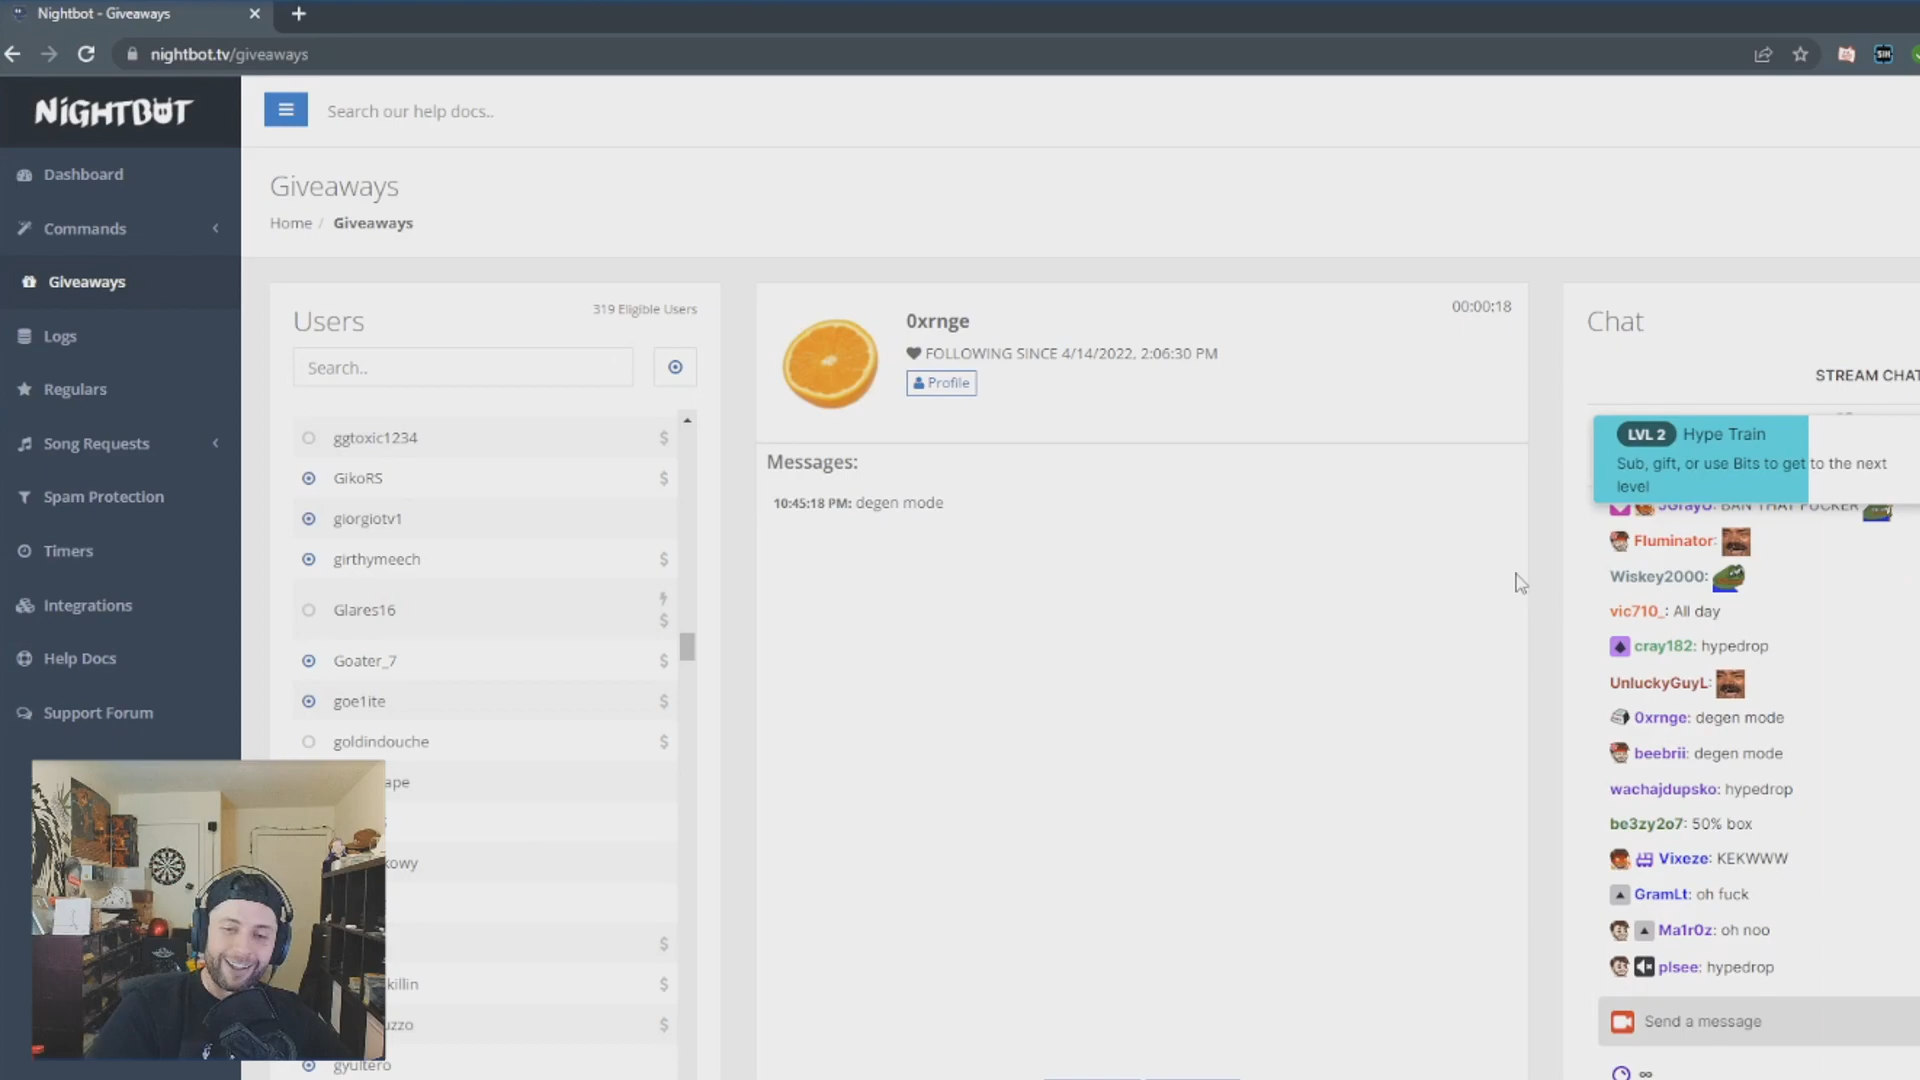 Nightbot - Giveaways
nightbot.tv/giveaways
NiGHTBOT
Search our help docs..
Dashboard
Commands
Giveaways
Logs
Regulars
Song Requests
Spam Protection
Timers
Integrations
Help Docs
Support Forum
Giveaways
Home / Giveaways
Users
319 Eligible Users
Search..
ggtoxic1234 $
GikoRS $
giorgiotv1
girthymeech $
Glares16 $
Goater_7 $
goe1ite $
goldindouche $
ape
owy
$
killin $
uzzo $
gyultero
0xrnge
00:00:18
FOLLOWING SINCE 4/14/2022, 2:06:30 PM
Profile
Messages:
10:45:18 PM: degen mode
Chat
STREAM CHAT
LVL 2 Hype Train
Sub, gift, or use Bits to get to the next
level
BAN THAT FUCKER
Fluminator:
Wiskey2000:
vic710_: All day
cray182: hypedrop
UnluckyGuyL:
0xrnge: degen mode
beebrii: degen mode
wachajdupsko: hypedrop
be3zy2o7: 50% box
Vixeze: KEKWWW
GramLt: oh fuck
Ma1r0z: oh noo
plsee: hypedrop
Send a message
∞